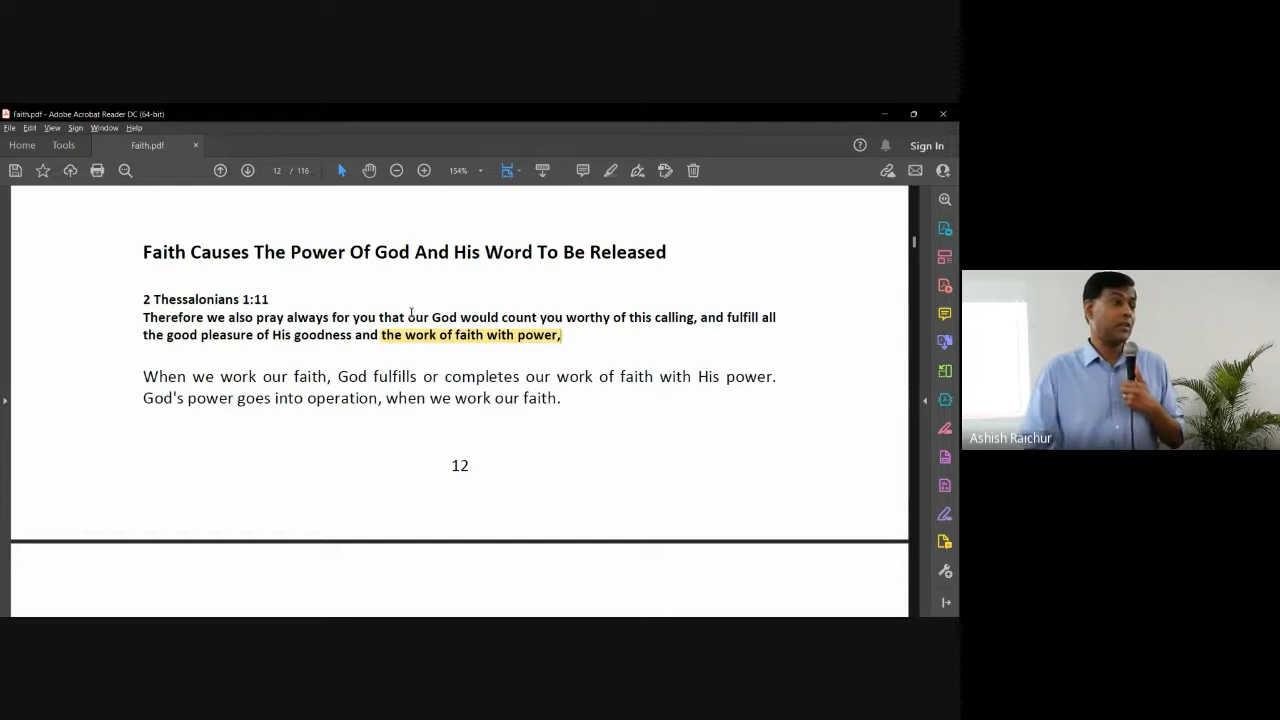 Faith.pdf - Adobe Acrobat Reader DC (64-bit)
File Edit View Sign Window Help
Home Tools Faith.pdf × Sign In
12 / 116 154%
Faith Causes The Power Of God And His Word To Be Released
2 Thessalonians 1:11
Therefore we also pray always for you that our God would count you worthy of this calling, and fulfill all
the good pleasure of His goodness and the work of faith with power,
When we work our faith, God fulfills or completes our work of faith with His power.
God's power goes into operation, when we work our faith.
12
Ashish Raichur